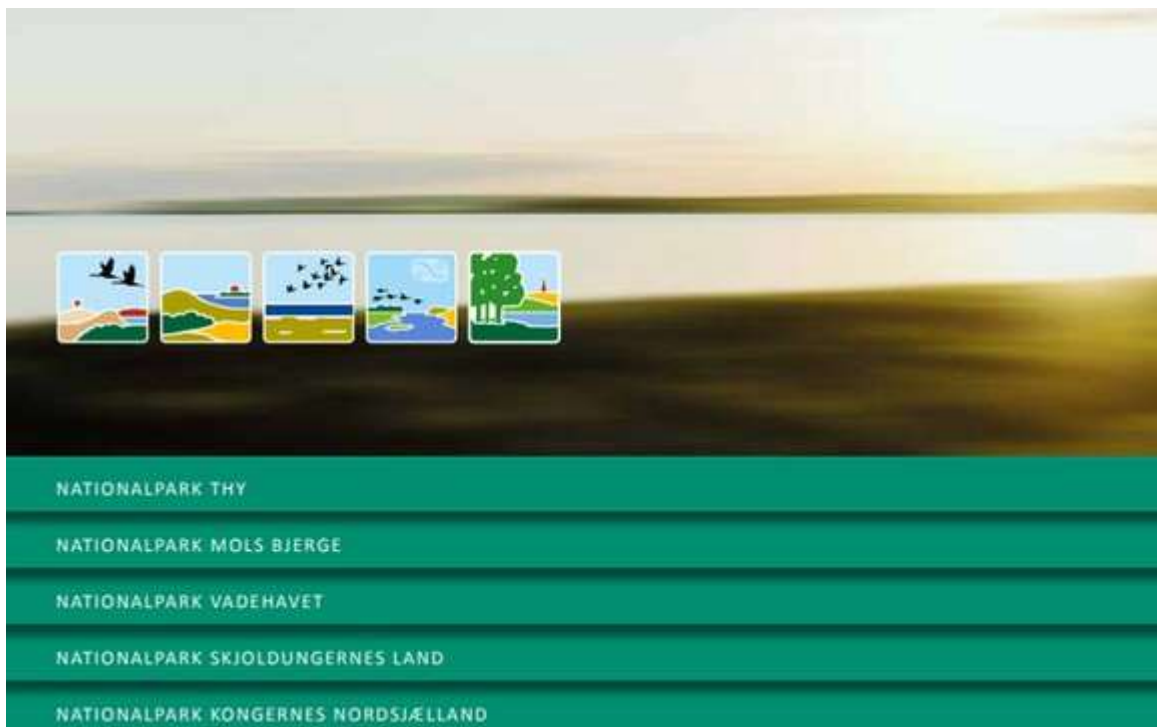 NATIONALPARK THY
NATIONALPARK MOLS BJERGE
NATIONALPARK VADEHAVET
NATIONALPARK SKJOLDUNGERNES LAND
NATIONALPARK KONGERNES NORDSJÆLLAND